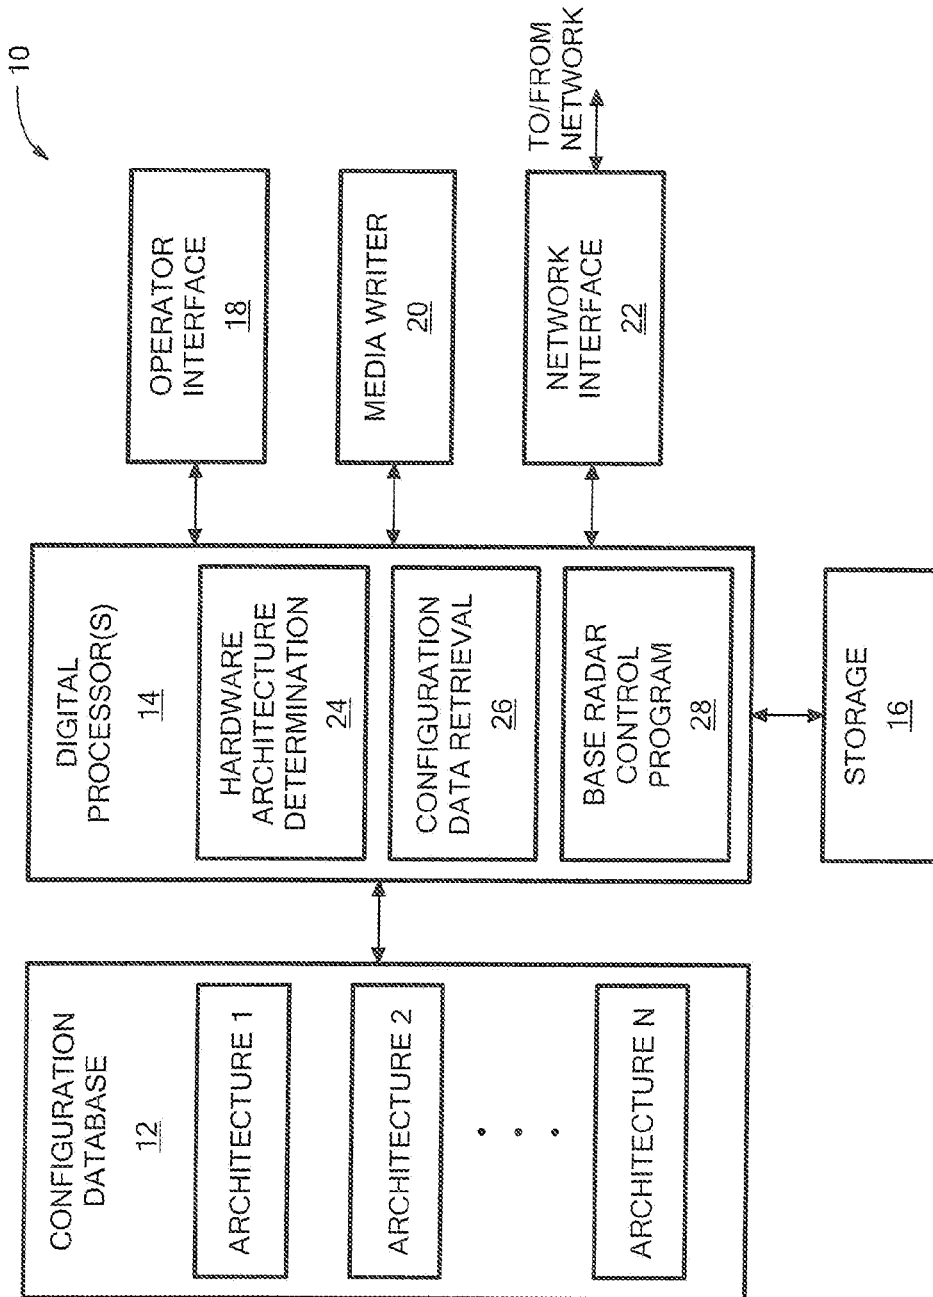 10
CONFIGURATION
DATABASE
12
ARCHITECTURE 1
ARCHITECTURE 2
ARCHITECTURE N
DIGITAL
PROCESSOR(S)
14
HARDWARE
ARCHITECTURE
DETERMINATION
24
CONFIGURATION
DATA RETRIEVAL
26
BASE RADAR
CONTROL
PROGRAM
28
OPERATOR
INTERFACE
18
MEDIA WRITER
20
NETWORK
INTERFACE
22
TO/FROM
NETWORK
STORAGE
16